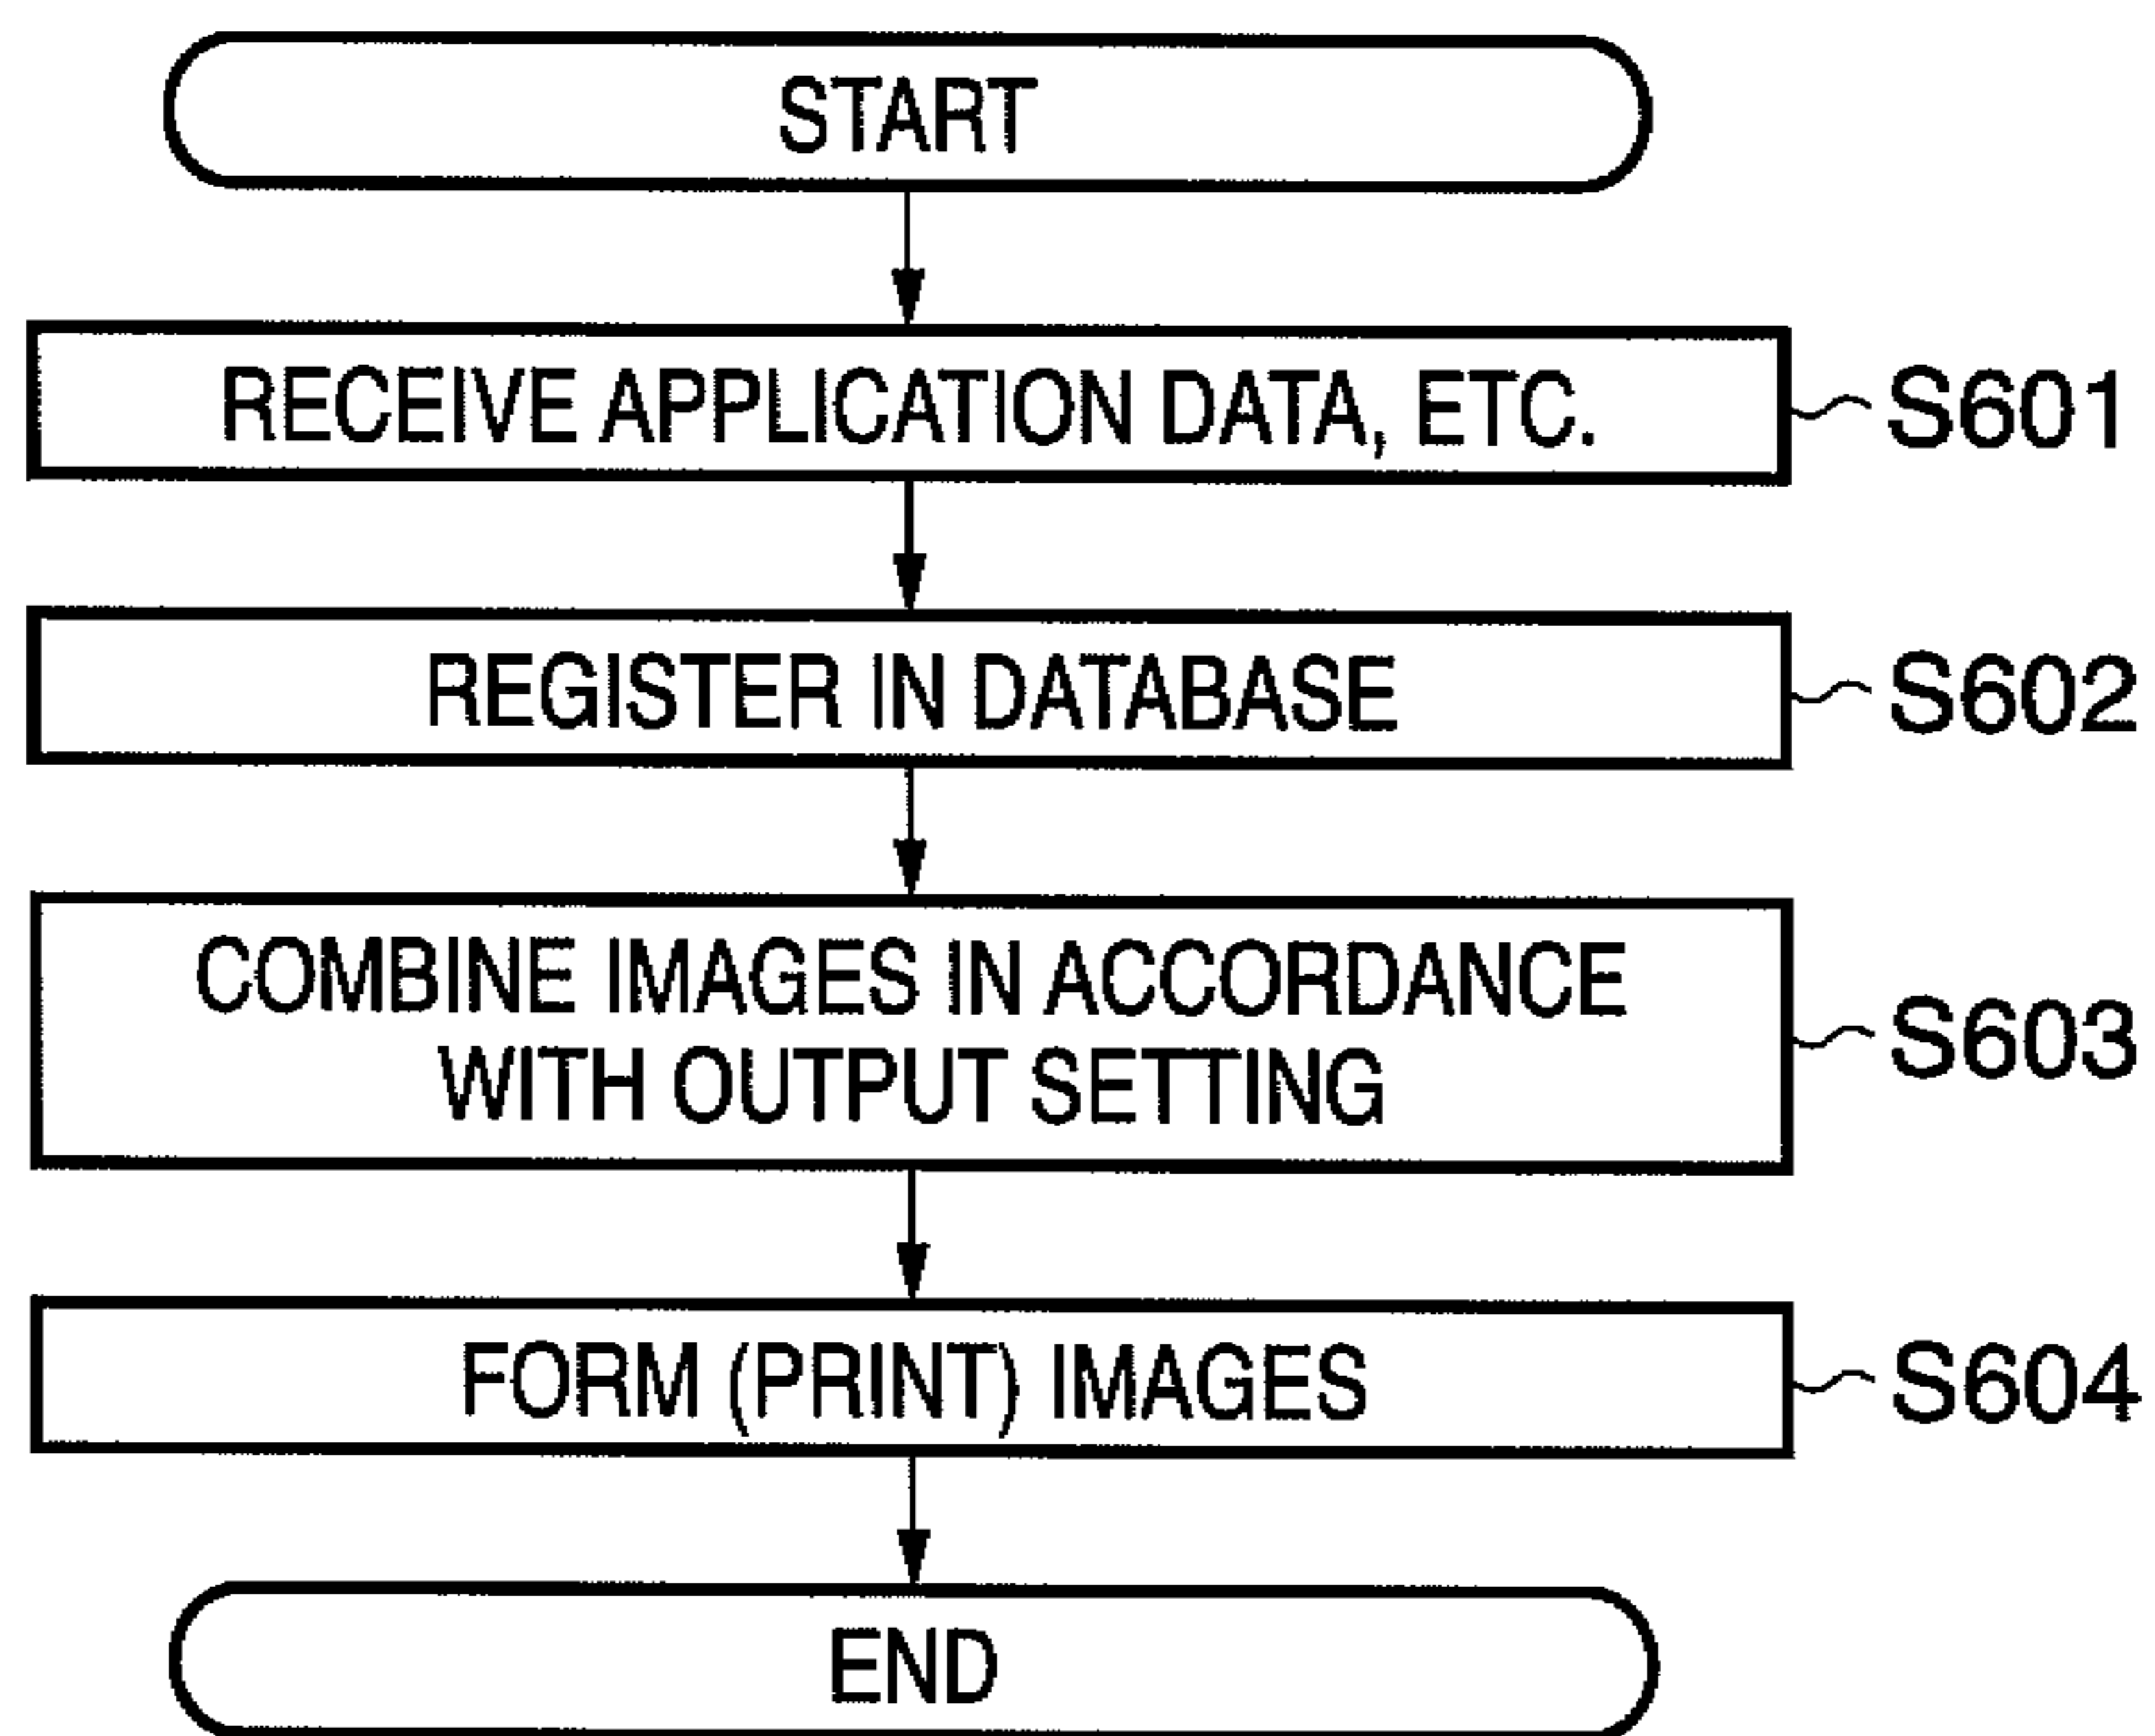 START
RECEIVE APPLICATION DATA, ETC.
S601
REGISTER IN DATABASE
S602
COMBINE IMAGES IN ACCORDANCE
WITH OUTPUT SETTING
S603
FORM (PRINT) IMAGES
S604
END